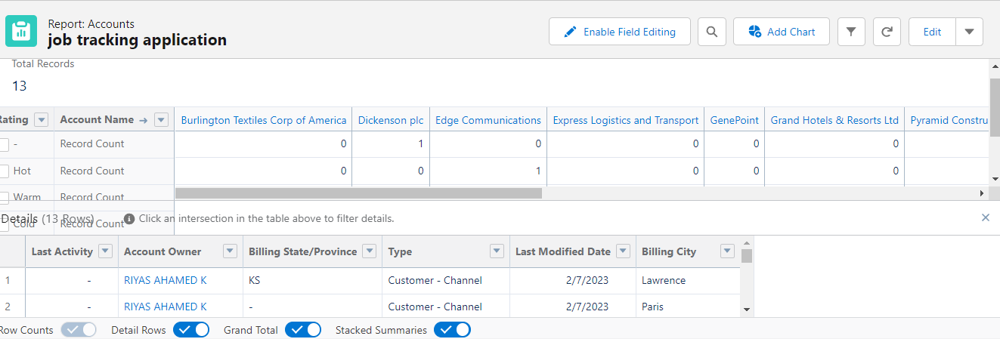 Report: Accounts
job tracking application
Enable Field Editing
Add Chart
Edit
Total Records
13
Rating Account Name → Burlington Textiles Corp of America Dickenson plc Edge Communications Express Logistics and Transport GenePoint Grand Hotels & Resorts Ltd Pyramid Constru
- Record Count 0 1 0 0 0 0
Hot Record Count 0 0 1 0 0 0
Warm Record Count
Cold Record Count
Details (13 Rows) Click an intersection in the table above to filter details.
Last Activity Account Owner Billing State/Province Type Last Modified Date Billing City
1 - RIYAS AHAMED K KS Customer - Channel 2/7/2023 Lawrence
2 - RIYAS AHAMED K - Customer - Channel 2/7/2023 Paris
Row Counts Detail Rows Grand Total Stacked Summaries